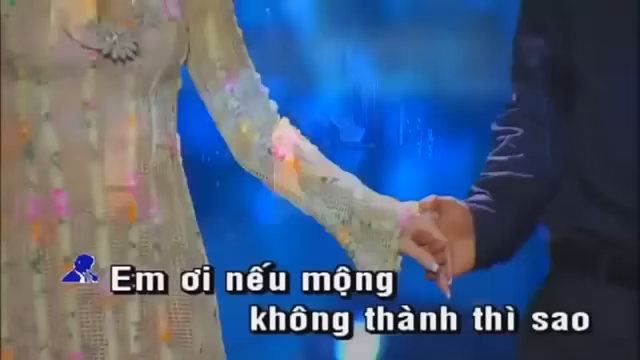 Em ơi nếu mộng
không thành thì sao